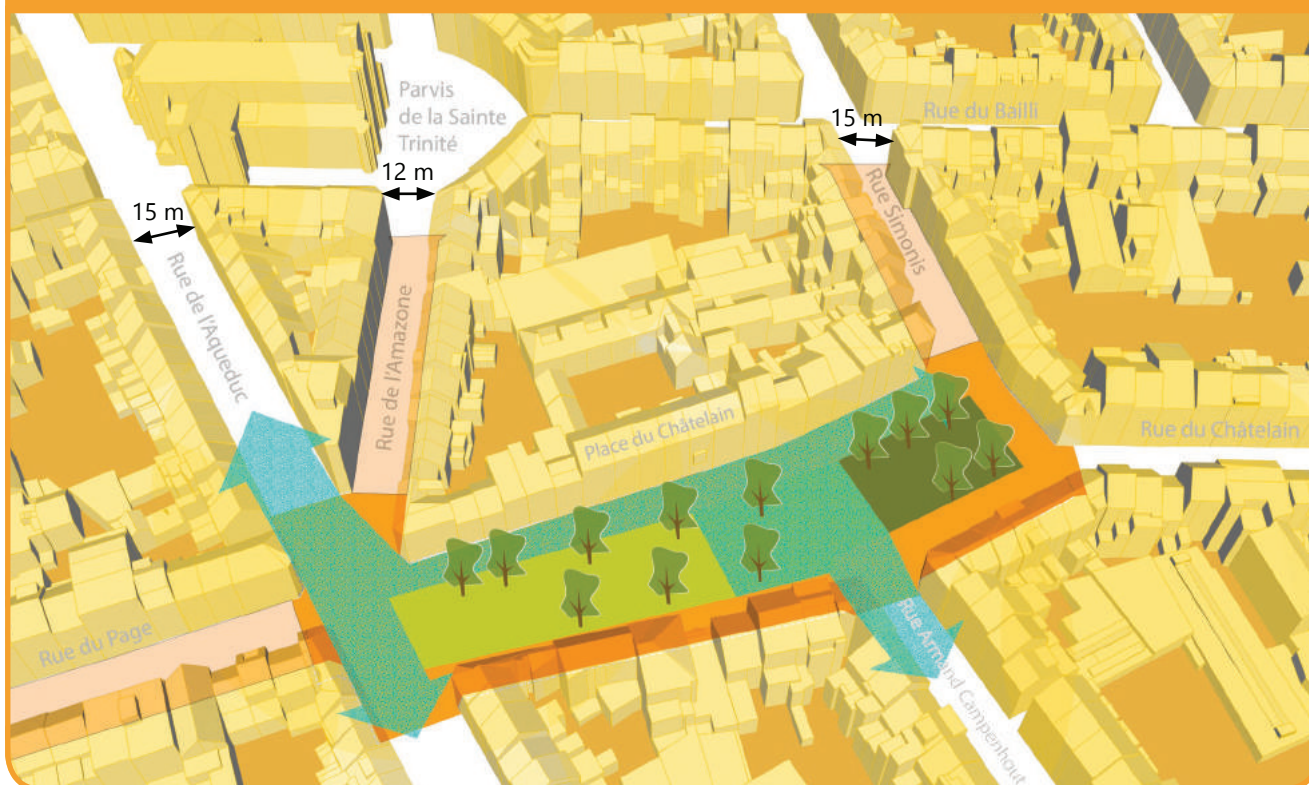 Parvis
de la Sainte
Trinité
Rue du Bailli
15 m
12 m
15 m
Rue Simonis
Rue de l'Aqueduc
Rue de l'Amazone
Place du Châtelain
Rue du Châtelain
Rue du Page
Rue Armand Campenhout